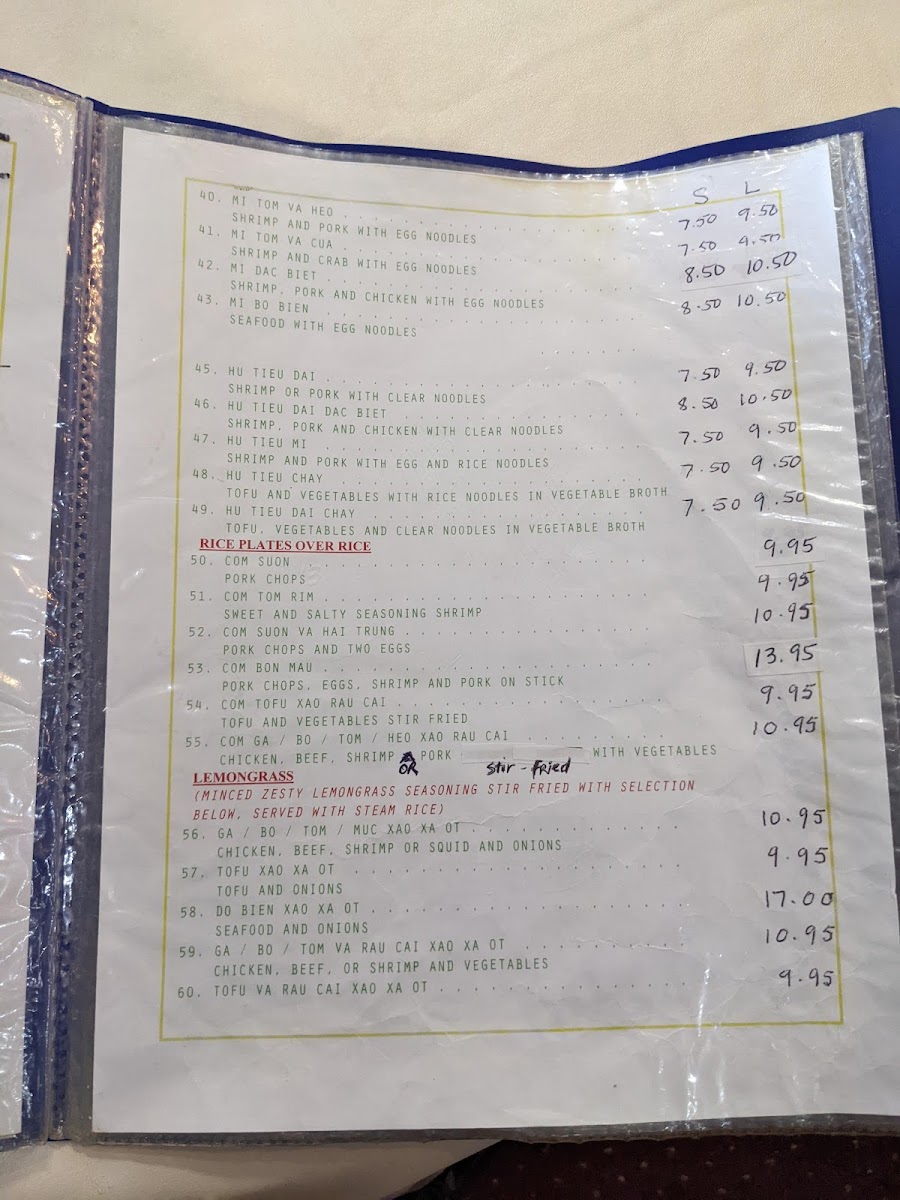 S L
40. MI TOM VA HEO . . . . . . . . . . . . . . . . . . . . 7.50 9.50
SHRIMP AND PORK WITH EGG NOODLES
41. MI TOM VA CUA . . . . . . . . . . . . . . . . . . . . 7.50 9.50
SHRIMP AND CRAB WITH EGG NOODLES
42. MI DAC BIET . . . . . . . . . . . . . . . . . . . . 8.50 10.50
SHRIMP, PORK AND CHICKEN WITH EGG NOODLES
43. MI BO BIEN . . . . . . . . . . . . . . . . . . . . 8.50 10.50
SEAFOOD WITH EGG NOODLES
45. HU TIEU DAI . . . . . . . . . . . . . . . . . . . . 7.50 9.50
SHRIMP OR PORK WITH CLEAR NOODLES
46. HU TIEU DAI DAC BIET . . . . . . . . . . . . . . . . 8.50 10.50
SHRIMP, PORK AND CHICKEN WITH CLEAR NOODLES
47. HU TIEU MI . . . . . . . . . . . . . . . . . . . . 7.50 9.50
SHRIMP AND PORK WITH EGG AND RICE NOODLES
48. HU TIEU CHAY . . . . . . . . . . . . . . . . . . . . 7.50 9.50
TOFU AND VEGETABLES WITH RICE NOODLES IN VEGETABLE BROTH
49. HU TIEU DAI CHAY . . . . . . . . . . . . . . . . . . 7.50 9.50
TOFU, VEGETABLES AND CLEAR NOODLES IN VEGETABLE BROTH
RICE PLATES OVER RICE
50. COM SUON . . . . . . . . . . . . . . . . . . . . 9.95
PORK CHOPS
51. COM TOM RIM . . . . . . . . . . . . . . . . . . . . 9.95
SWEET AND SALTY SEASONING SHRIMP
52. COM SUON VA HAI TRUNG . . . . . . . . . . . . . . . . 10.95
PORK CHOPS AND TWO EGGS
53. COM BON MAU . . . . . . . . . . . . . . . . . . . . 13.95
PORK CHOPS, EGGS, SHRIMP AND PORK ON STICK
54. COM TOFU XAO RAU CAI . . . . . . . . . . . . . . . . 9.95
TOFU AND VEGETABLES STIR FRIED
55. COM GA / BO / TOM / HEO XAO RAU CAI . . . . . . . . . . 10.95
CHICKEN, BEEF, SHRIMP OR PORK Stir-Fried WITH VEGETABLES
LEMONGRASS
(MINCED ZESTY LEMONGRASS SEASONING STIR FRIED WITH SELECTION
BELOW, SERVED WITH STEAM RICE)
56. GA / BO / TOM / MUC XAO XA OT . . . . . . . . . . . . . 10.95
CHICKEN, BEEF, SHRIMP OR SQUID AND ONIONS
57. TOFU XAO XA OT . . . . . . . . . . . . . . . . . . . . 9.95
TOFU AND ONIONS
58. DO BIEN XAO XA OT . . . . . . . . . . . . . . . . . . 17.00
SEAFOOD AND ONIONS
59. GA / BO / TOM VA RAU CAI XAO XA OT . . . . . . . . . . 10.95
CHICKEN, BEEF, OR SHRIMP AND VEGETABLES
60. TOFU VA RAU CAI XAO XA OT . . . . . . . . . . . . . . . 9.95